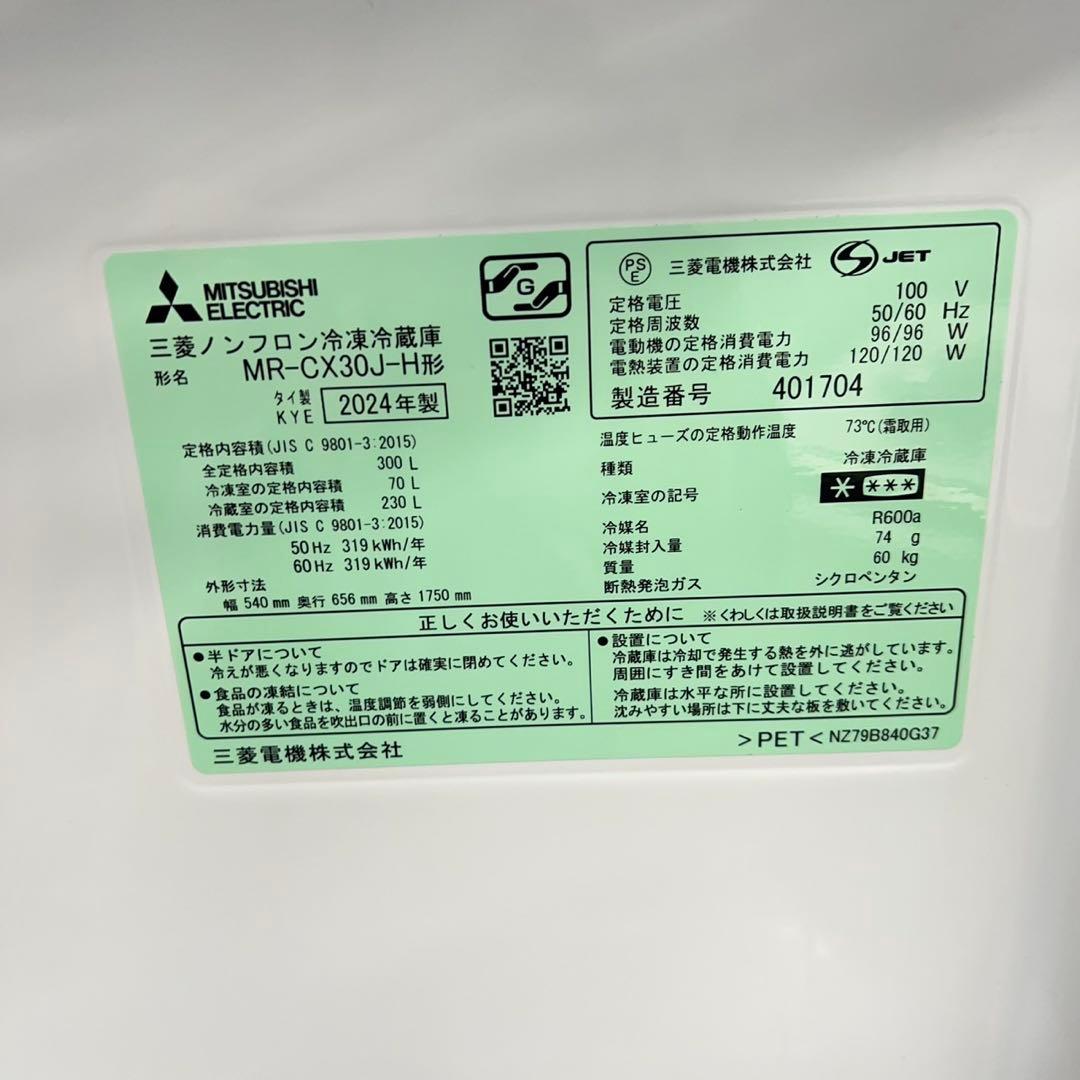 MITSUBISHI
ELECTRIC
三菱ノンフロン冷凍冷蔵庫
形名 MR-CX30J-H形
タイ製
KYE 2024年製
G
定格内容積(JIS C 9801-3:2015)
全定格内容積 300 L
冷凍室の定格内容積 70 L
冷蔵室の定格内容積 230 L
消費電力量(JIS C 9801-3:2015)
50Hz 319kWh/年
60Hz 319kWh/年
外形寸法
幅 540 mm 奥行 656 mm 高さ 1750 mm
PSE 三菱電機株式会社 JET
定格電圧 100 V
定格周波数 50/60 Hz
電動機の定格消費電力 96/96 W
電熱装置の定格消費電力 120/120 W
製造番号 401704
温度ヒューズの定格動作温度 73℃(霜取用)
種類 冷凍冷蔵庫
冷凍室の記号 * ***
冷媒名 R600a
冷媒封入量 74 g
質量 60 kg
断熱発泡ガス シクロペンタン
正しくお使いいただくために ※くわしくは取扱説明書をご覧ください
●半ドアについて
冷えが悪くなりますのでドアは確実に閉めてください。
●食品の凍結について
食品が凍るときは、温度調節を弱側にしてください。
水分の多い食品を吹出口の前に置くと凍ることがあります。
●設置について
冷蔵庫は冷却で発生する熱を外に逃がしています。
周囲にすき間をあけて設置してください。
冷蔵庫は水平な所に設置してください。
沈みやすい場所は下に丈夫な板を敷いてください。
三菱電機株式会社
>PET< NZ79B840G37